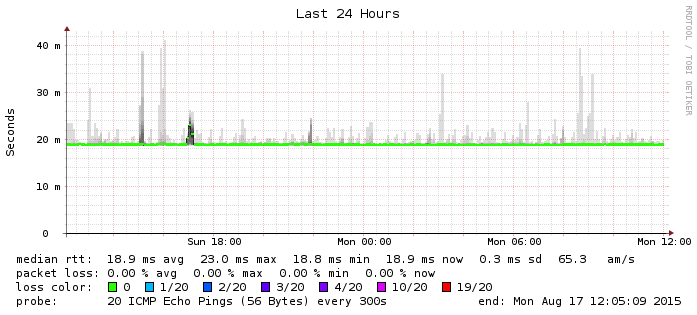 Last 24 Hours
RRDTOOL / TOBI OETIKER
Seconds
40 m
30 m
20 m
10 m
0
Sun 18:00 Mon 00:00 Mon 06:00 Mon 12:00
median rtt: 18.9 ms avg 23.0 ms max 18.8 ms min 18.9 ms now 0.3 ms sd 65.3 am/s
packet loss: 0.00 % avg 0.00 % max 0.00 % min 0.00 % now
loss color: 0 1/20 2/20 3/20 4/20 10/20 19/20
probe: 20 ICMP Echo Pings (56 Bytes) every 300s end: Mon Aug 17 12:05:09 2015